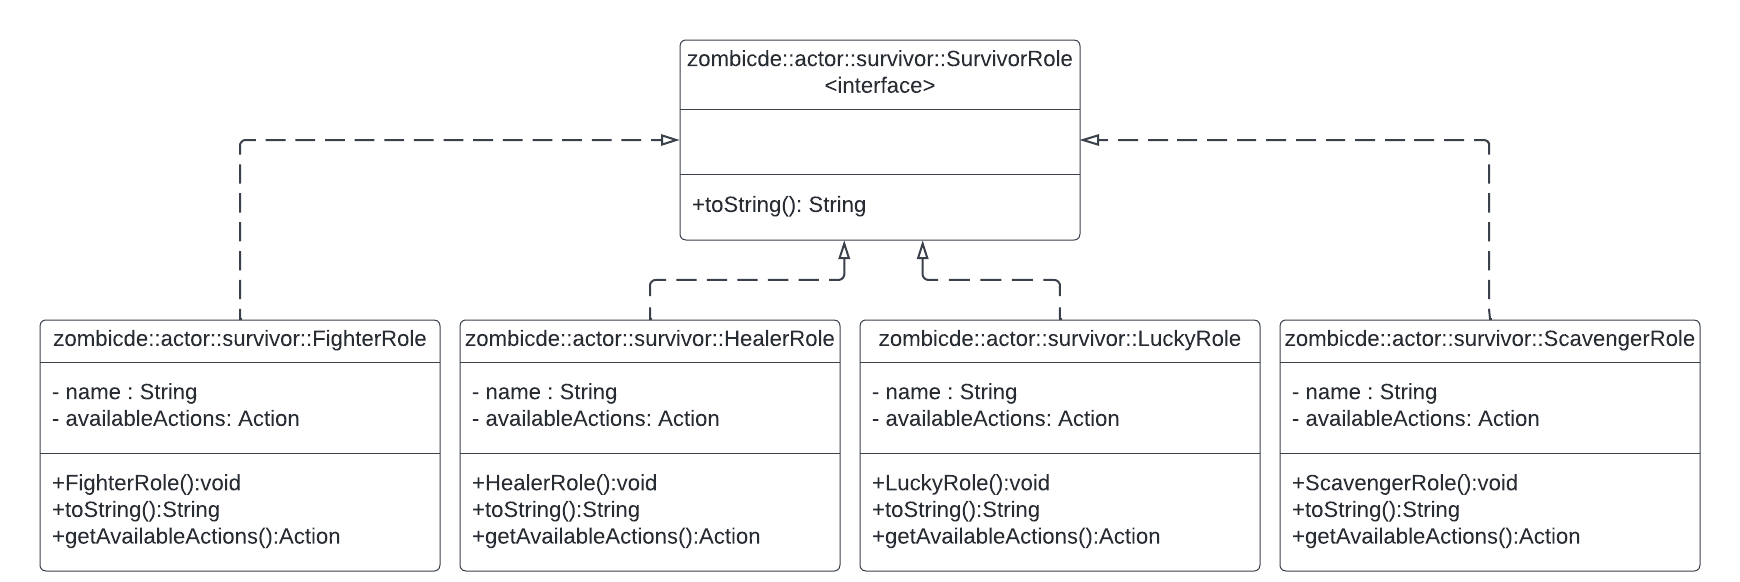 zombicde::actor::survivor::SurvivorRole
<interface>
+toString(): String
zombicde::actor::survivor::FighterRole
- name : String
- availableActions: Action
+FighterRole():void
+toString():String
+getAvailableActions():Action
zombicde::actor::survivor::HealerRole
- name : String
- availableActions: Action
+HealerRole():void
+toString():String
+getAvailableActions():Action
zombicde::actor::survivor::LuckyRole
- name : String
- availableActions: Action
+LuckyRole():void
+toString():String
+getAvailableActions():Action
zombicde::actor::survivor::ScavengerRole
- name : String
- availableActions: Action
+ScavengerRole():void
+toString():String
+getAvailableActions():Action